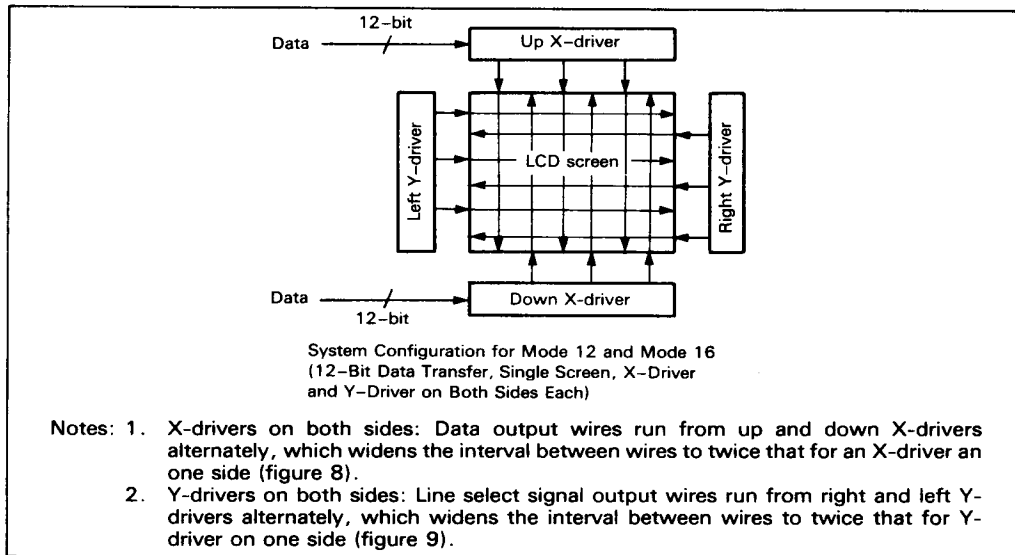 12-bit
Data
Up X-driver
Left Y-driver
LCD screen
Right Y-driver
Data
12-bit
Down X-driver
System Configuration for Mode 12 and Mode 16
(12-Bit Data Transfer, Single Screen, X-Driver
and Y-Driver on Both Sides Each)
Notes: 1. X-drivers on both sides: Data output wires run from up and down X-drivers
alternately, which widens the interval between wires to twice that for an X-driver an
one side (figure 8).
2. Y-drivers on both sides: Line select signal output wires run from right and left Y-
drivers alternately, which widens the interval between wires to twice that for Y-
driver on one side (figure 9).